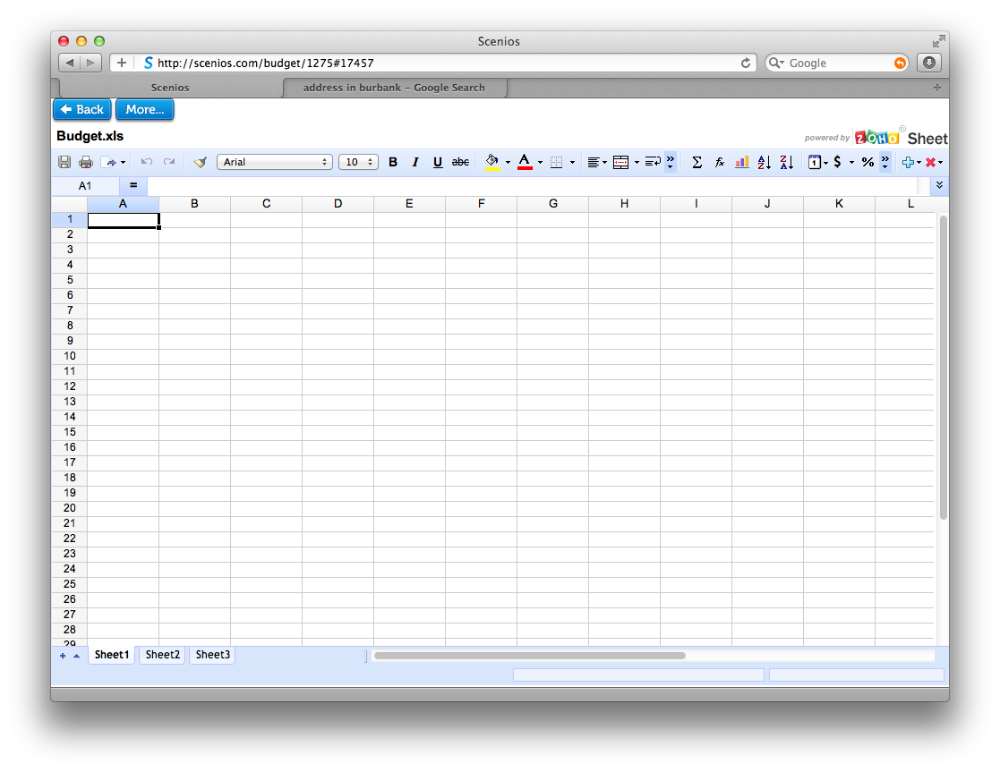 Scenios
http://scenios.com/budget/1275#17457
Google
Scenios
address in burbank – Google Search
Back
More...
Budget.xls
powered by ZOHO® Sheet
Arial
10
B I U abc
A
Σ fx
A Z
Z A
1
$
%
A1
=
A B C D E F G H I J K L
1
2
3
4
5
6
7
8
9
10
11
12
13
14
15
16
17
18
19
20
21
22
23
24
25
26
27
28
29
Sheet1 Sheet2 Sheet3